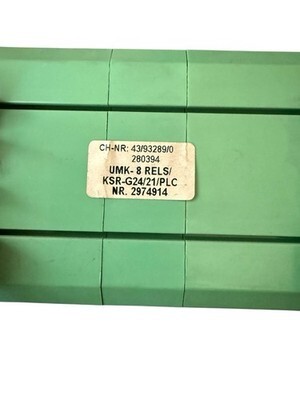 CH-NR: 43/93289/0
280394
UMK- 8 RELS/
KSR-G24/21/PLC
NR. 2974914